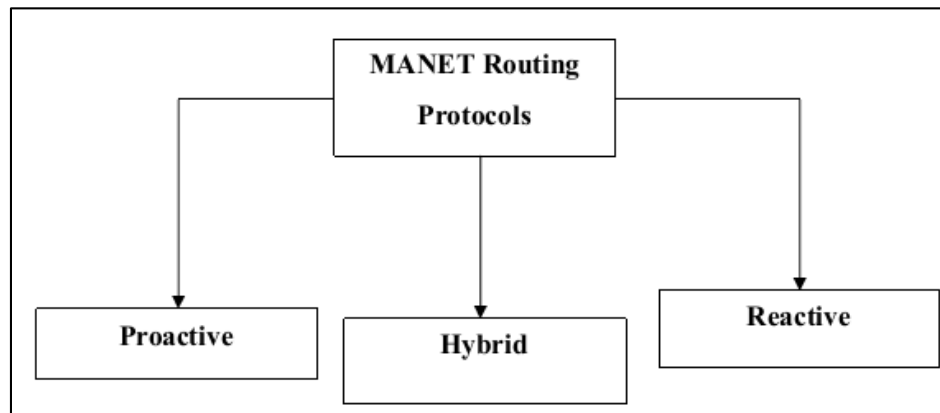 MANET Routing
Protocols
Proactive
Hybrid
Reactive